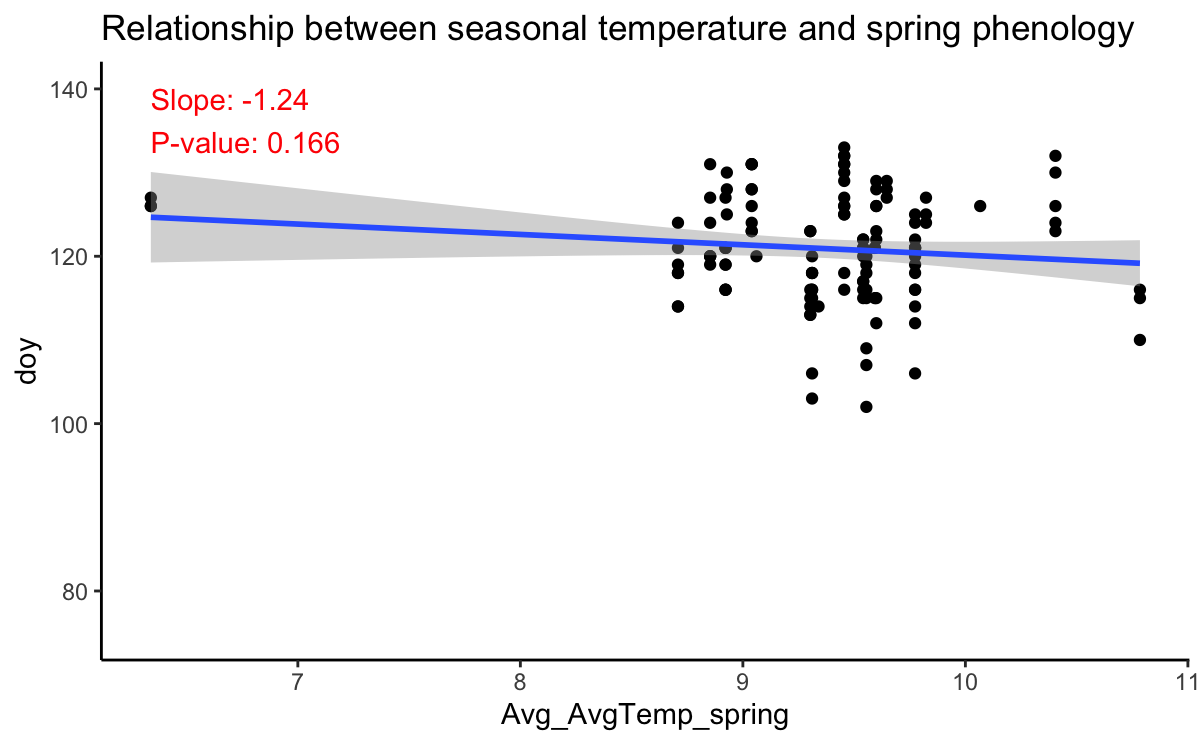 Relationship between seasonal temperature and spring phenology
140
Slope: -1.24
P-value: 0.166
120
doy
100
80
7
8
9
10
11
Avg_AvgTemp_spring